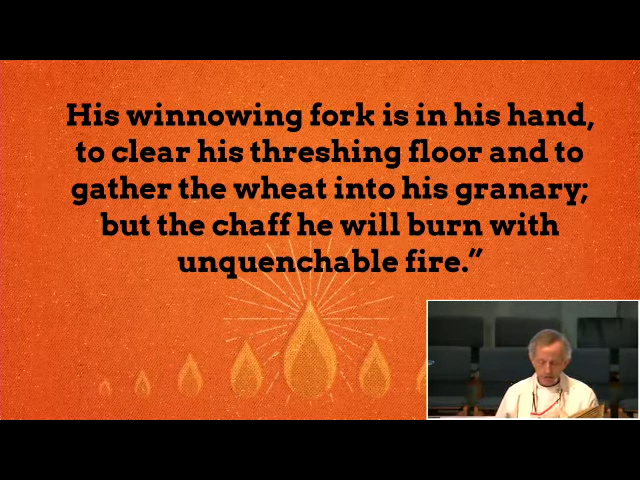 His winnowing fork is in his hand,
to clear his threshing floor and to
gather the wheat into his granary;
but the chaff he will burn with
unquenchable fire.”